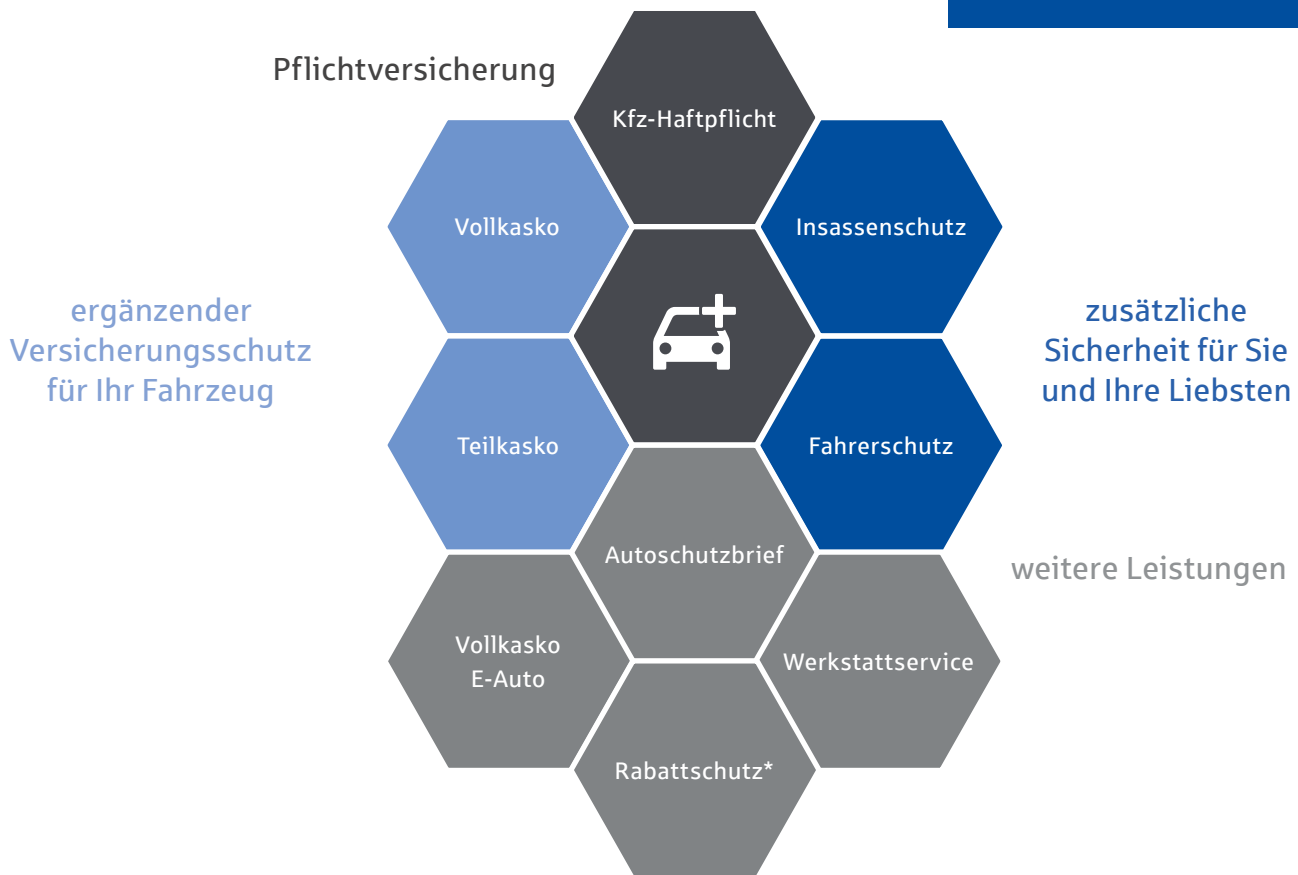 Pflichtversicherung
Kfz-Haftpflicht
Vollkasko
Insassenschutz
ergänzender
Versicherungsschutz
für Ihr Fahrzeug
zusätzliche
Sicherheit für Sie
und Ihre Liebsten
Teilkasko
Fahrerschutz
Autoschutzbrief
weitere Leistungen
Vollkasko
E-Auto
Werkstattservice
Rabattschutz*